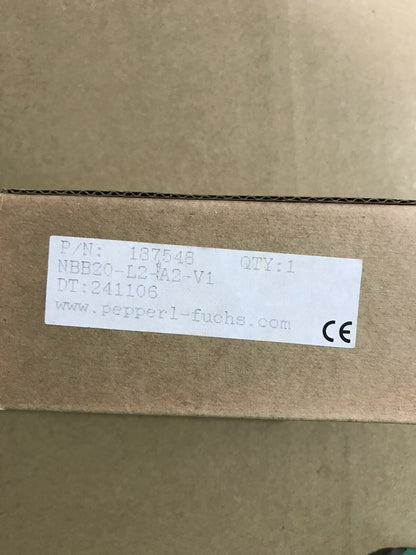 P/N: 187548 QTY:1
NBB20-L2-A2-V1
DT:241106
www.pepperl-fuchs.com
CE